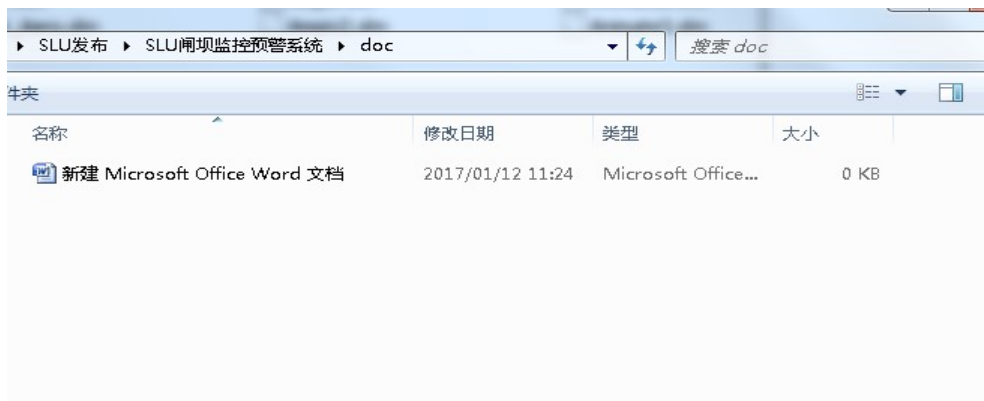 SLU发布 ▸ SLU闸坝监控预警系统 ▸ doc 搜索 doc
件夹
名称 修改日期 类型 大小
新建 Microsoft Office Word 文档 2017/01/12 11:24 Microsoft Office... 0 KB